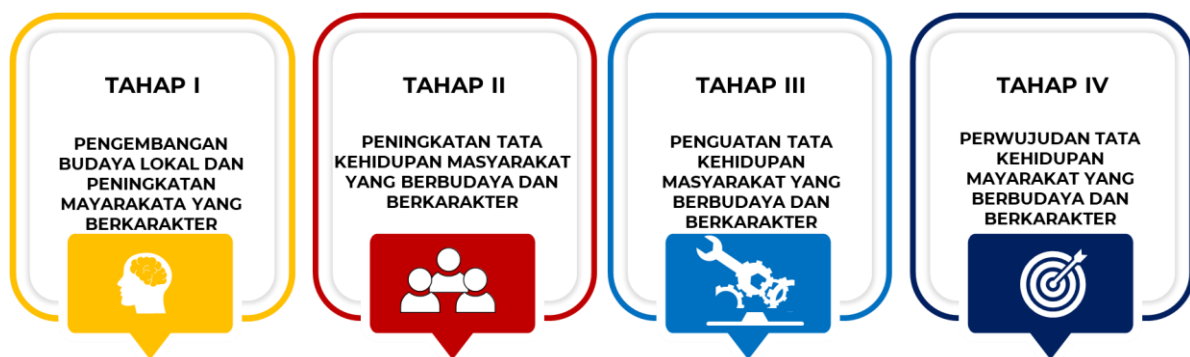 TAHAP I
PENGEMBANGAN
BUDAYA LOKAL DAN
PENINGKATAN
MAYARAKATA YANG
BERKARAKTER
TAHAP II
PENINGKATAN TATA
KEHIDUPAN MASYARAKAT
YANG BERBUDAYA DAN
BERKARAKTER
TAHAP III
PENGUATAN TATA
KEHIDUPAN
MASYARAKAT YANG
BERBUDAYA DAN
BERKARAKTER
TAHAP IV
PERWUJUDAN TATA
KEHIDUPAN
MAYARAKAT YANG
BERBUDAYA DAN
BERKARAKTER